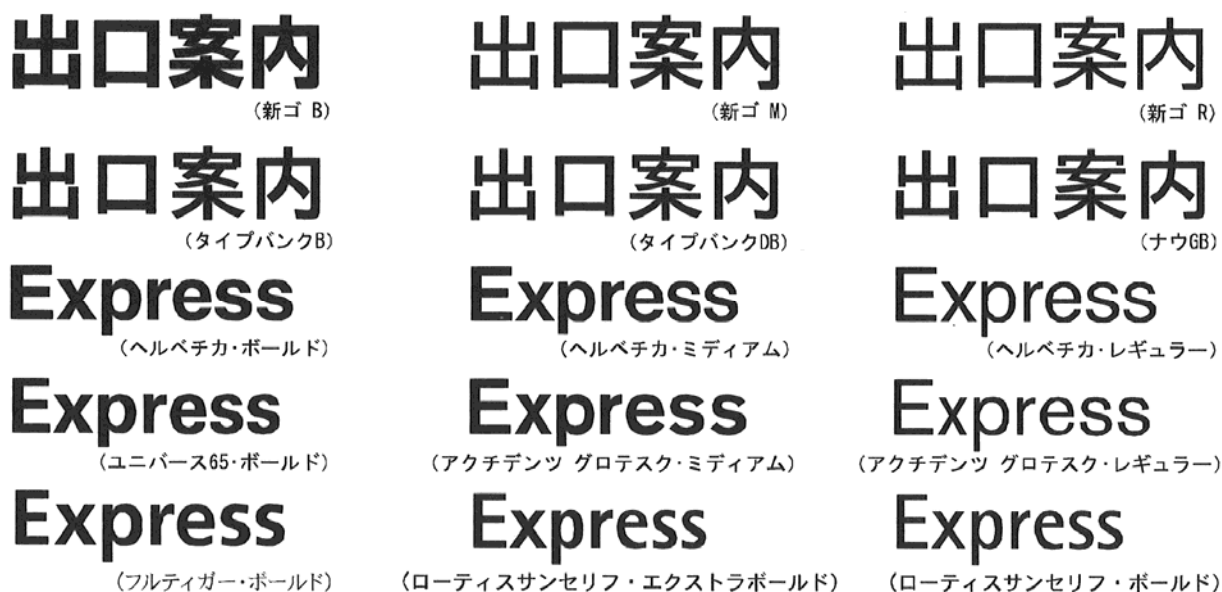 出口案内 出口案内 出口案内
(新ゴ B) (新ゴ M) (新ゴ R)
出口案内 出口案内 出口案内
(タイプバンクB) (タイプバンクDB) (ナウGB)
Express Express Express
(ヘルベチカ・ボールド) (ヘルベチカ・ミディアム) (ヘルベチカ・レギュラー)
Express Express Express
(ユニバース65・ボールド) (アクチデンツ グロテスク・ミディアム) (アクチデンツ グロテスク・レギュラー)
Express Express Express
(フルティガー・ボールド) (ローティスサンセリフ・エクストラボールド) (ローティスサンセリフ・ボールド)